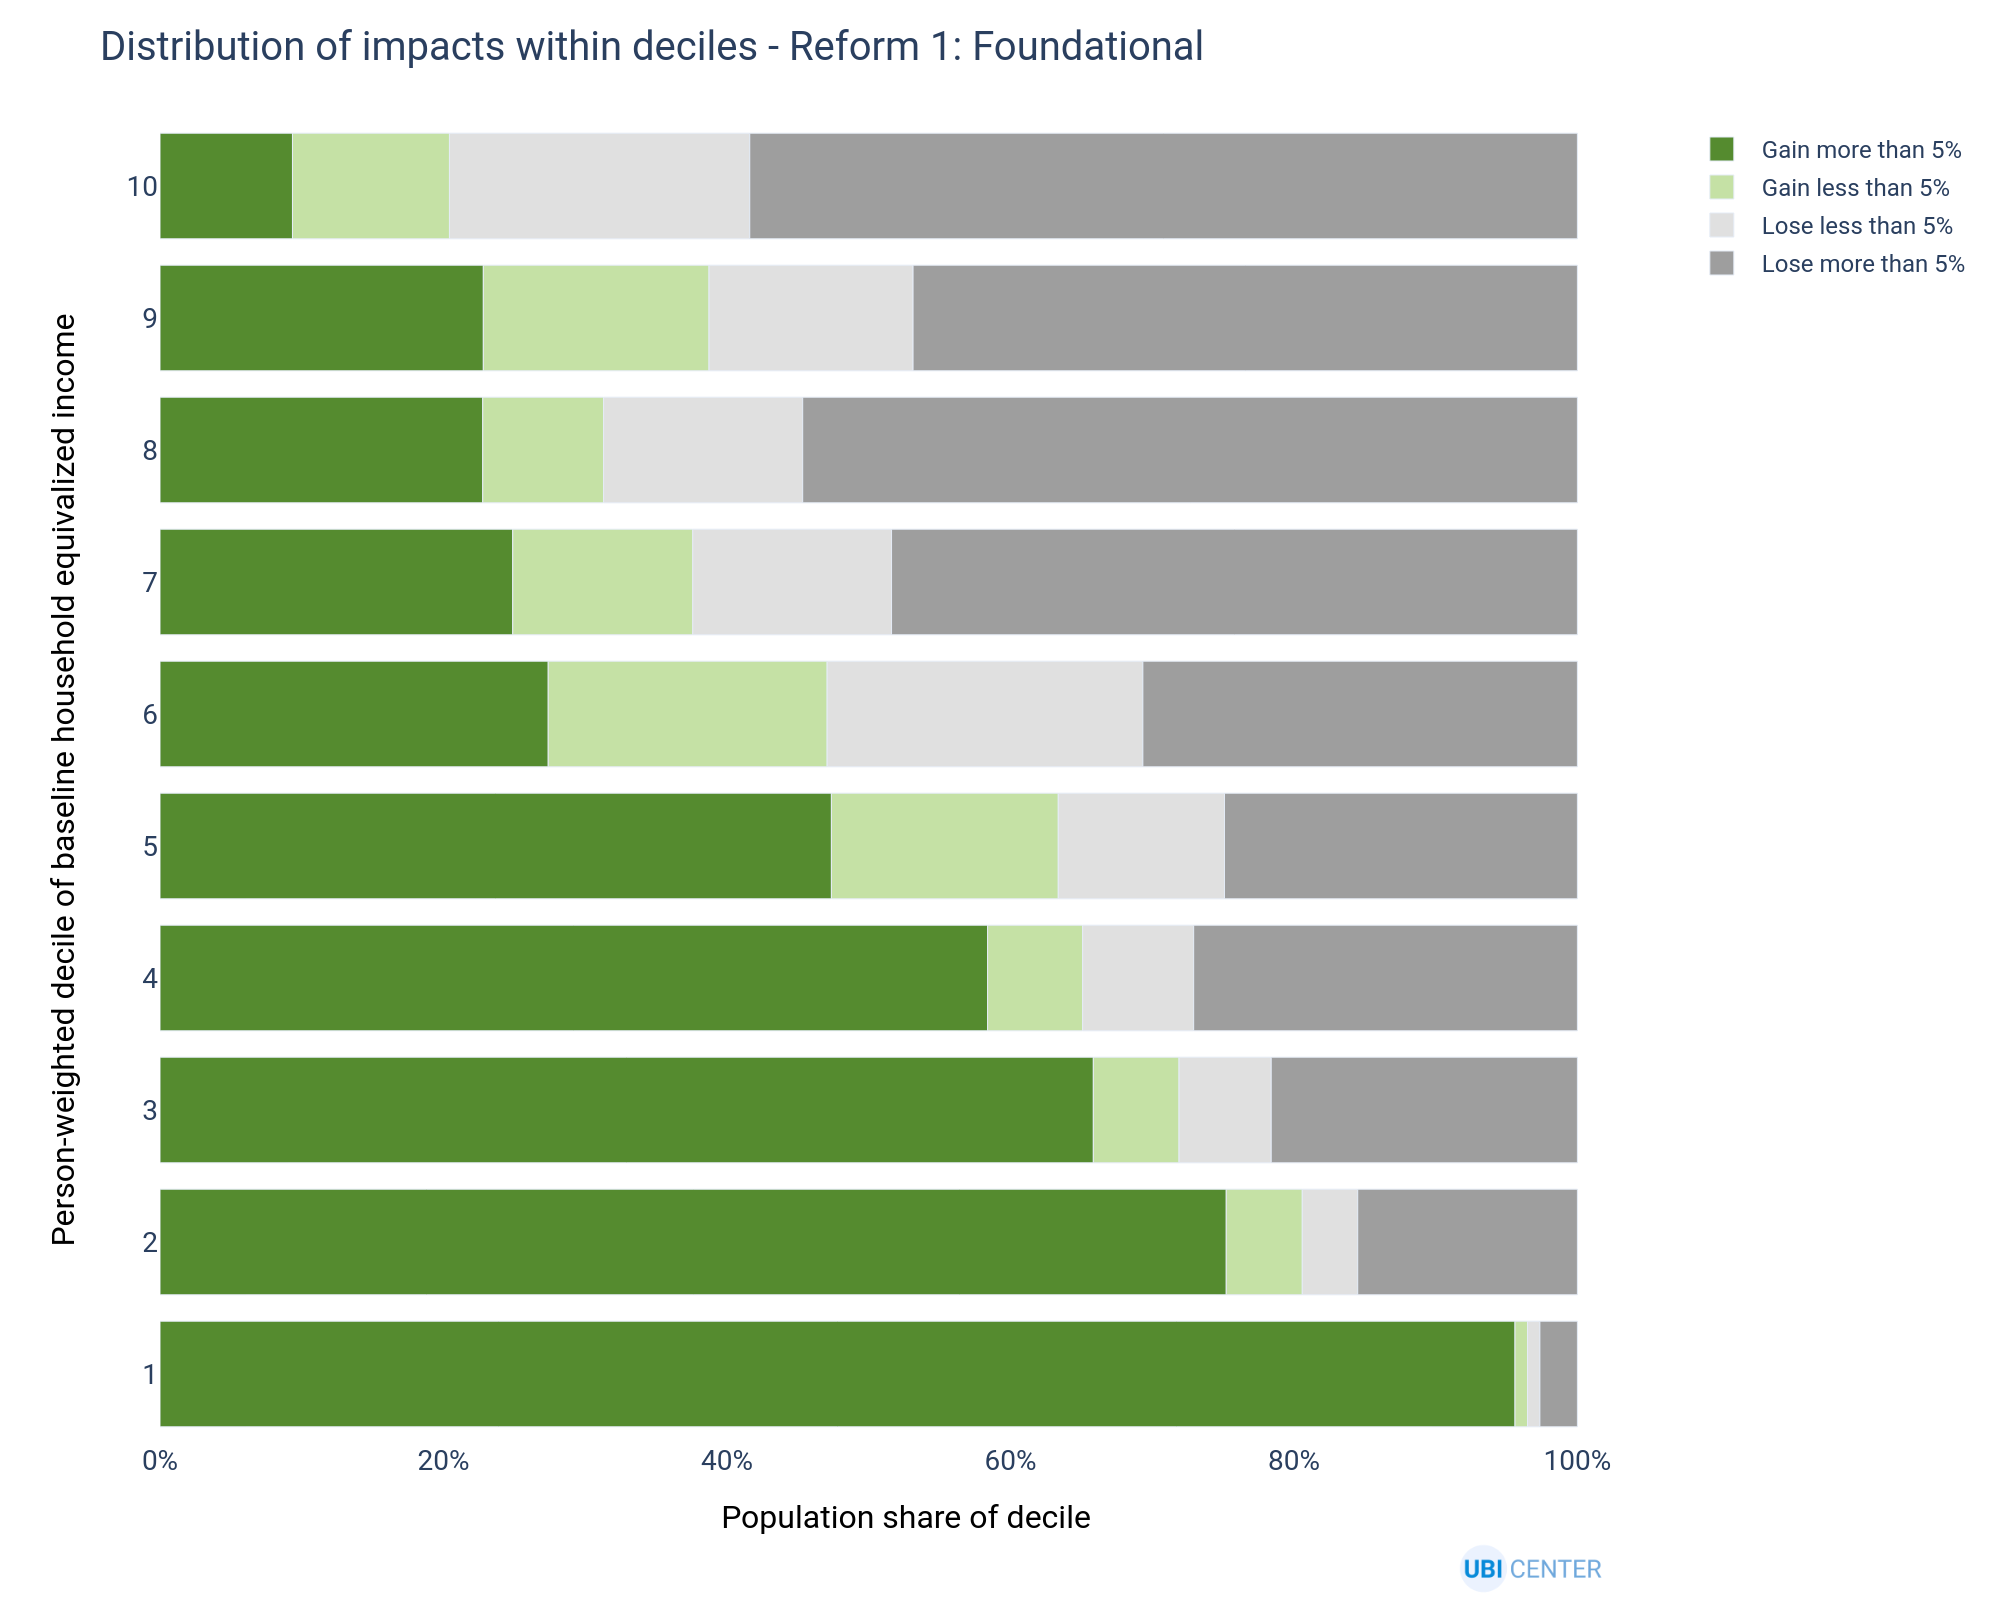 Distribution of impacts within deciles - Reform 1: Foundational
Gain more than 5%
Gain less than 5%
Lose less than 5%
Lose more than 5%
Person-weighted decile of baseline household equivalized income
10
9
8
7
6
5
4
3
2
1
0%
20%
40%
60%
80%
100%
Population share of decile
UBI CENTER